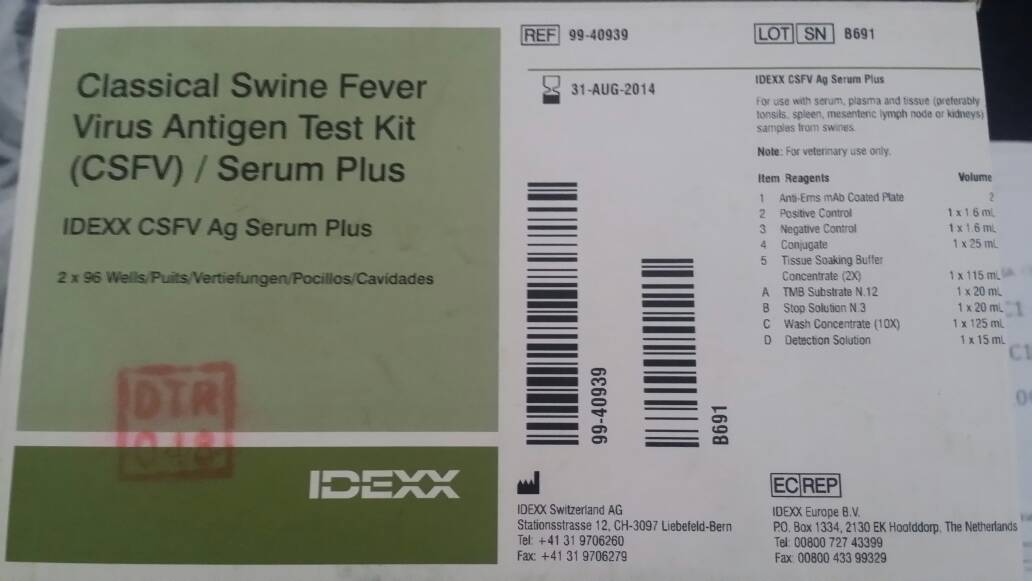 Classical Swine Fever
Virus Antigen Test Kit
(CSFV) / Serum Plus
IDEXX CSFV Ag Serum Plus
2 x 96 Wells/Puits/Vertiefungen/Pocillos/Cavidades
DTR
048
IDEXX
REF 99-40939
LOT SN B691
31-AUG-2014
99-40939
B691
IDEXX Switzerland AG
Stationsstrasse 12, CH-3097 Liebefeld-Bern
Tel: +41 31 9706260
Fax: +41 31 9706279
IDEXX CSFV Ag Serum Plus
For use with serum, plasma and tissue (preferably
tonsils, spleen, mesenteric lymph node or kidneys)
samples from swines.
Note: For veterinary use only.
Item Reagents Volume
1 Anti-Erns mAb Coated Plate 2
2 Positive Control 1 x 1.6 mL
3 Negative Control 1 x 1.6 mL
4 Conjugate 1 x 25 mL
5 Tissue Soaking Buffer
Concentrate (2X) 1 x 115 mL
A TMB Substrate N.12 1 x 20 mL
B Stop Solution N.3 1 x 20 mL
C Wash Concentrate (10X) 1 x 125 mL
D Detection Solution 1 x 15 mL
EC REP
IDEXX Europe B.V.
P.O. Box 1334, 2130 EK Hoofddorp, The Netherlands
Tel: 00800 727 43399
Fax: 00800 433 99329
C1